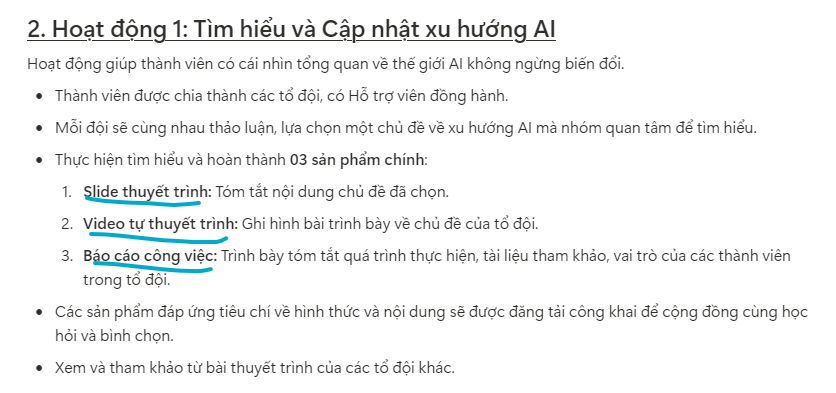 2. Hoạt động 1: Tìm hiểu và Cập nhật xu hướng AI
Hoạt động giúp thành viên có cái nhìn tổng quan về thế giới AI không ngừng biến đổi.
• Thành viên được chia thành các tổ đội, có Hỗ trợ viên đồng hành.
• Mỗi đội sẽ cùng nhau thảo luận, lựa chọn một chủ đề về xu hướng AI mà nhóm quan tâm để tìm hiểu.
• Thực hiện tìm hiểu và hoàn thành 03 sản phẩm chính:
1. Slide thuyết trình: Tóm tắt nội dung chủ đề đã chọn.
2. Video tự thuyết trình: Ghi hình bài trình bày về chủ đề của tổ đội.
3. Báo cáo công việc: Trình bày tóm tắt quá trình thực hiện, tài liệu tham khảo, vai trò của các thành viên
trong tổ đội.
• Các sản phẩm đáp ứng tiêu chí về hình thức và nội dung sẽ được đăng tải công khai để cộng đồng cùng học
hỏi và bình chọn.
• Xem và tham khảo từ bài thuyết trình của các tổ đội khác.